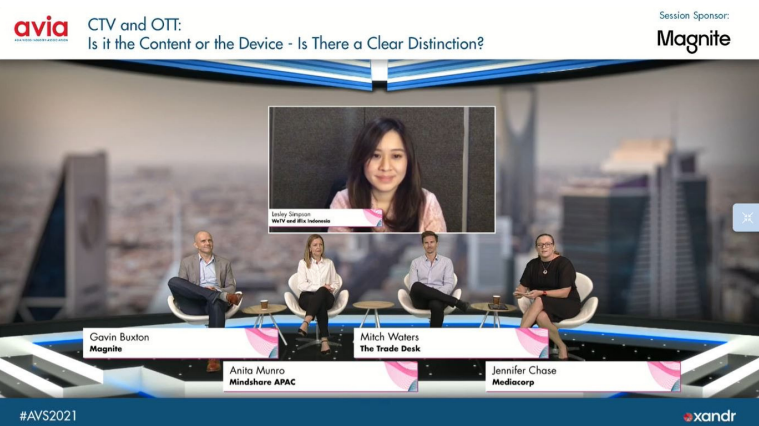 avia
CTV and OTT:
Is it the Content or the Device - Is There a Clear Distinction?
Session Sponsor:
Magnite
Lesley Simpson
WeTV and iflix Indonesia
Gavin Buxton
Magnite
Mitch Waters
The Trade Desk
Anita Munro
Mindshare APAC
Jennifer Chase
Mediacorp
#AVS2021
xandr